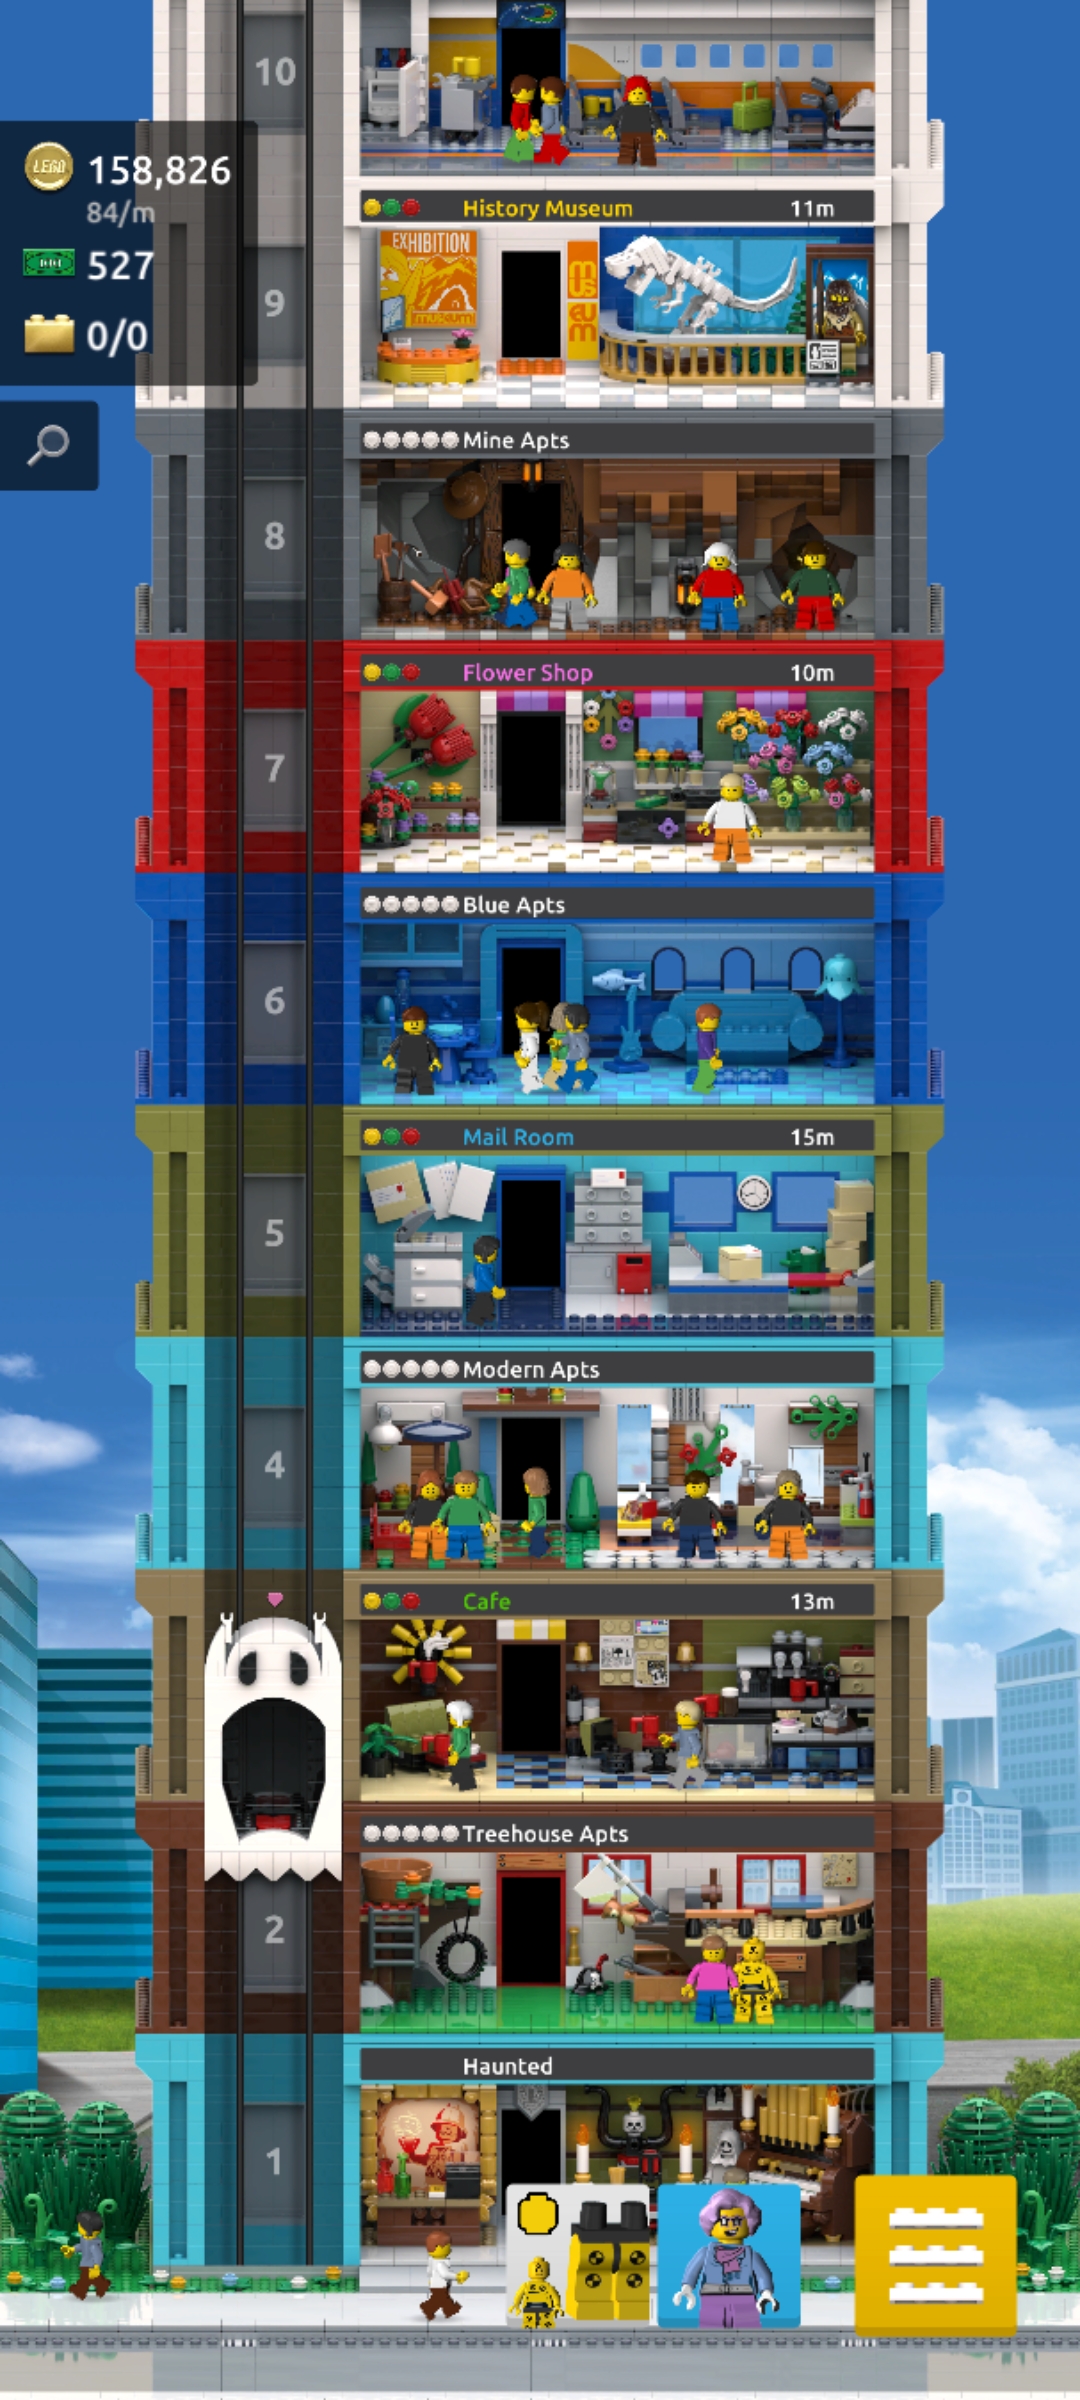 10
LEGO
158,826
84/m
527
0/0
History Museum
11m
9
EXHIBITION
museum
MUS
EUM
Mine Apts
8
Flower Shop
10m
7
Blue Apts
6
Mail Room
15m
5
Modern Apts
4
Cafe
13m
Treehouse Apts
2
Haunted
1